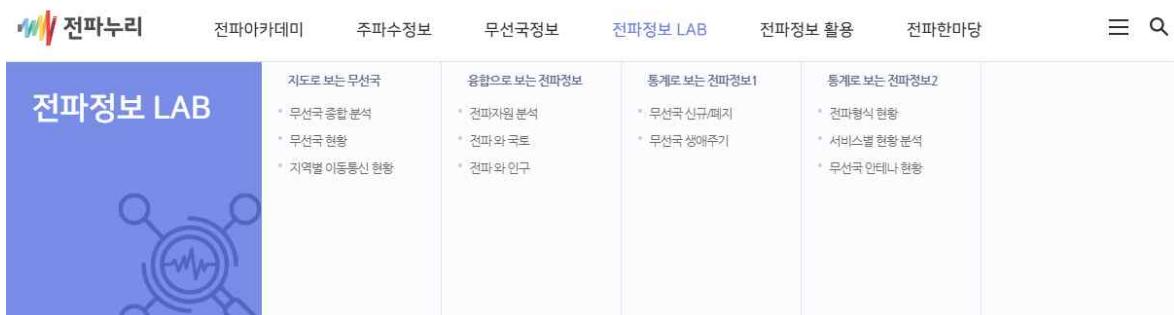 전파누리
전파아카데미 주파수정보 무선국정보 전파정보 LAB 전파정보 활용 전파한마당
전파정보 LAB
지도로 보는 무선국
무선국 종합 분석
무선국 현황
지역별 이동통신 현황
융합으로 보는 전파정보
전파자원 분석
전파 와 국토
전파 와 인구
통계로 보는 전파정보1
무선국 신규/폐지
무선국 생애주기
통계로 보는 전파정보2
전파형식 현황
서비스별 현황 분석
무선국 안테나 현황